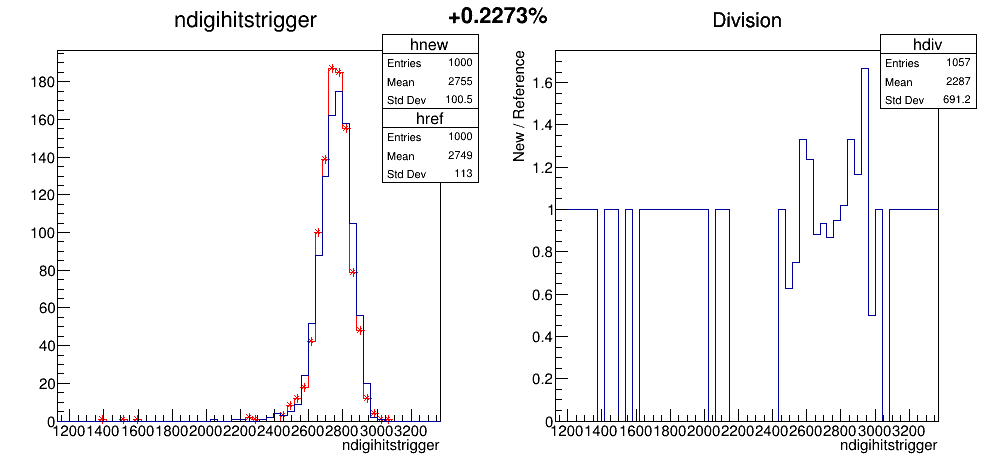 ndigihitstrigger
+0.2273%
Division
hnew
Entries 1000
Mean 2755
Std Dev 100.5
href
Entries 1000
Mean 2749
Std Dev 113
180
160
140
120
100
80
60
40
20
0
1200 1400 1600 1800 2000 2200 2400 2600 2800 3000 3200
ndigihitstrigger
hdiv
Entries 1057
Mean 2287
Std Dev 691.2
New / Reference
1.6
1.4
1.2
1
0.8
0.6
0.4
0.2
0
1200 1400 1600 1800 2000 2200 2400 2600 2800 3000 3200
ndigihitstrigger